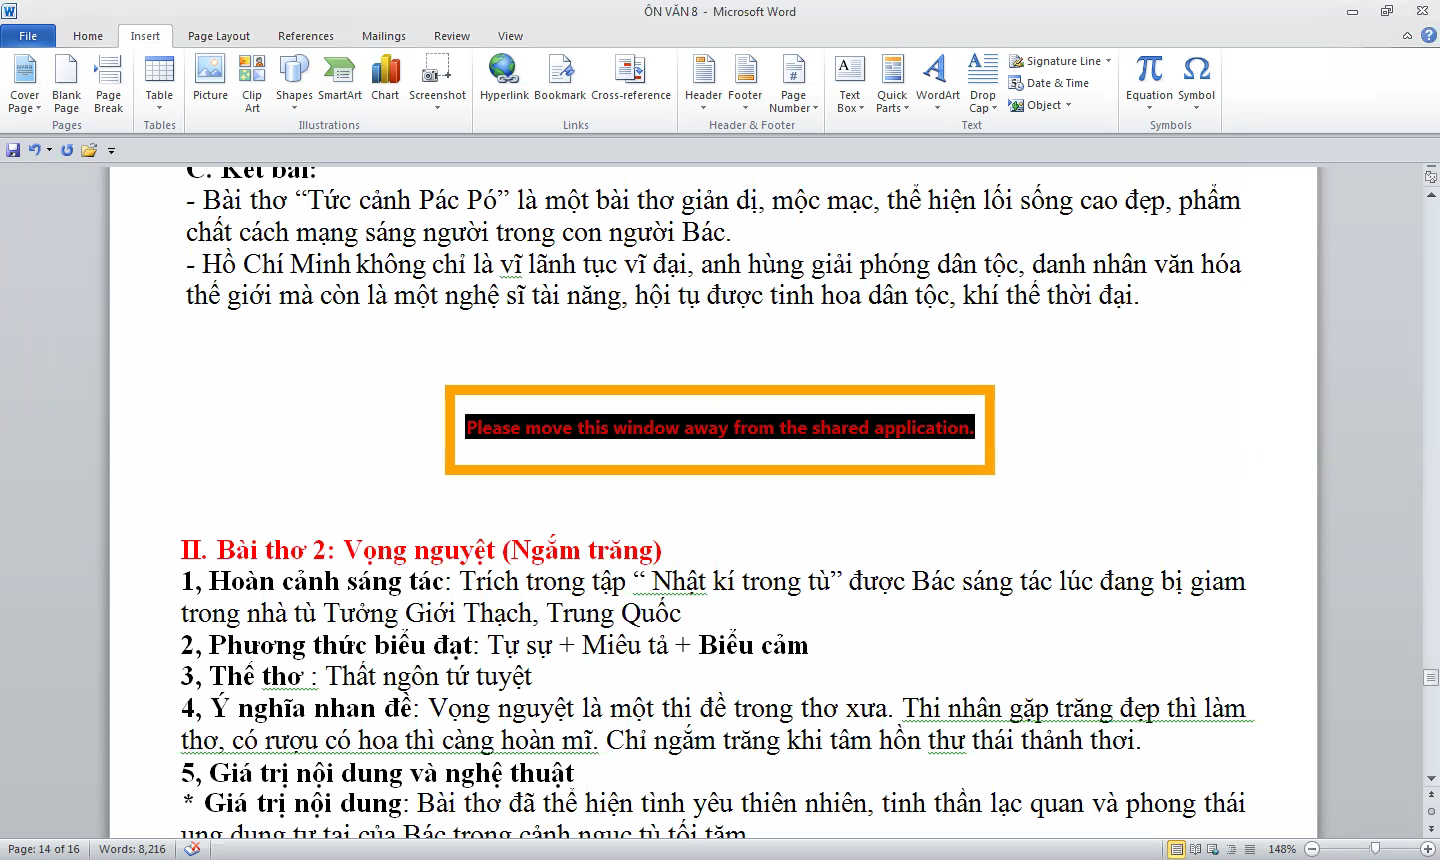 ÔN VĂN 8 - Microsoft Word
File Home Insert Page Layout References Mailings Review View
Cover Page Blank Page Page Break Table Picture Clip Art Shapes SmartArt Chart Screenshot Hyperlink Bookmark Cross-reference Header Footer Page Number Text Box Quick Parts WordArt Drop Cap Signature Line Date & Time Object Equation Symbol
Pages Tables Illustrations Links Header & Footer Text Symbols
C. Kết bài:
- Bài thơ “Tức cảnh Pác Pó” là một bài thơ giản dị, mộc mạc, thể hiện lối sống cao đẹp, phẩm
chất cách mạng sáng người trong con người Bác.
- Hồ Chí Minh không chỉ là vĩ lãnh tục vĩ đại, anh hùng giải phóng dân tộc, danh nhân văn hóa
thế giới mà còn là một nghệ sĩ tài năng, hội tụ được tinh hoa dân tộc, khí thế thời đại.
Please move this window away from the shared application.
II. Bài thơ 2: Vọng nguyệt (Ngắm trăng)
1, Hoàn cảnh sáng tác: Trích trong tập “ Nhật kí trong tù” được Bác sáng tác lúc đang bị giam
trong nhà tù Tưởng Giới Thạch, Trung Quốc
2, Phương thức biểu đạt: Tự sự + Miêu tả + Biểu cảm
3, Thể thơ : Thất ngôn tứ tuyệt
4, Ý nghĩa nhan đề: Vọng nguyệt là một thi đề trong thơ xưa. Thi nhân gặp trăng đẹp thì làm
thơ, có rượu có hoa thì càng hoàn mĩ. Chỉ ngắm trăng khi tâm hồn thư thái thảnh thơi.
5, Giá trị nội dung và nghệ thuật
* Giá trị nội dung: Bài thơ đã thể hiện tình yêu thiên nhiên, tinh thần lạc quan và phong thái
ung dung tự tại của Bác trong cảnh ngục tù tối tăm
Page: 14 of 16 Words: 8,216 148%